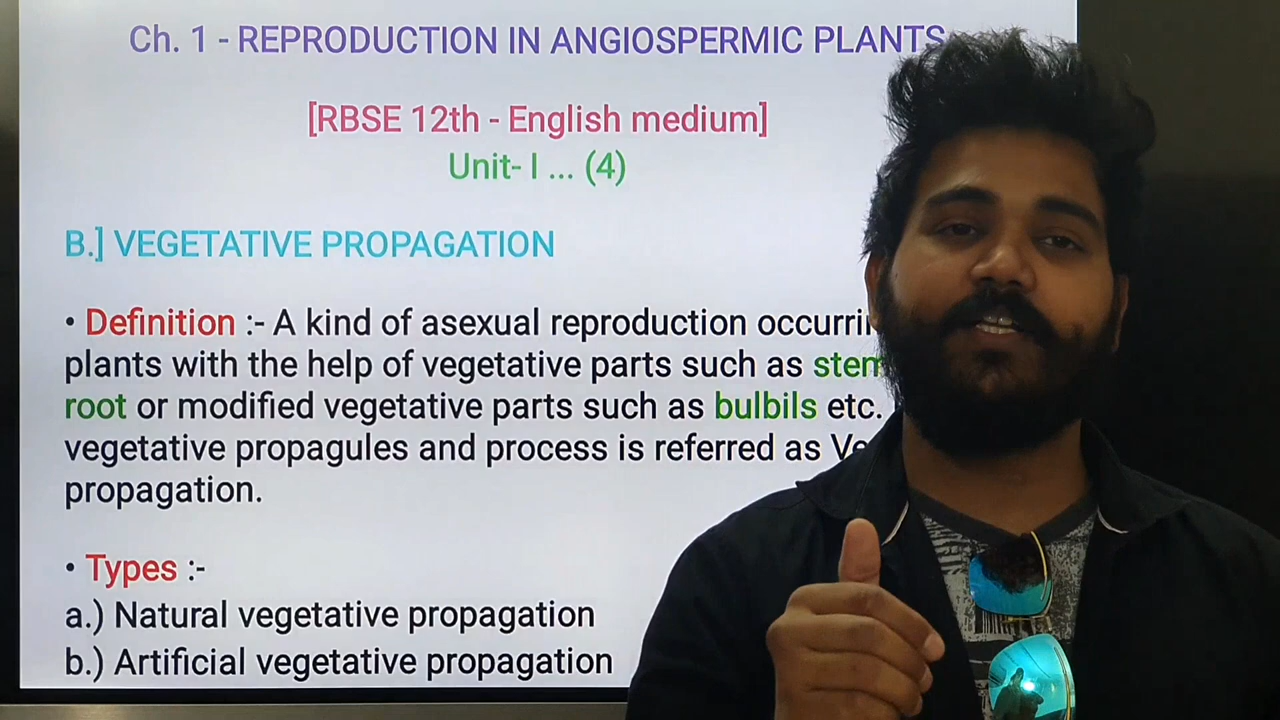 Ch. 1 - REPRODUCTION IN ANGIOSPERMIC PLANTS
[RBSE 12th - English medium]
Unit- I ... (4)
B.] VEGETATIVE PROPAGATION
• Definition :- A kind of asexual reproduction
plants with the help of vegetative parts such as stem
root or modified vegetative parts such as bulbils etc.
vegetative propagules and process is referred as
propagation.
• Types :-
a.) Natural vegetative propagation
b.) Artificial vegetative propagation